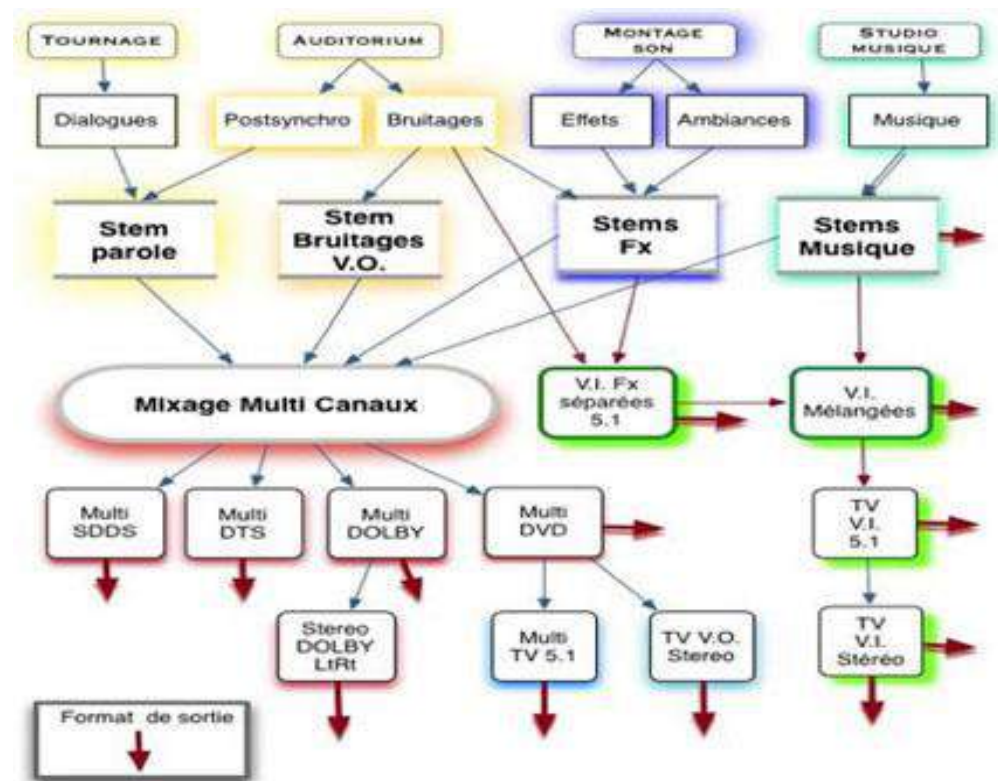 TOURNAGE
AUDITORIUM
MONTAGE
SON
STUDIO
MUSIQUE
Dialogues
Postsynchro
Bruitages
Effets
Ambiances
Musique
Stem
parole
Stem
Bruitages
V.O.
Stems
Fx
Stems
Musique
Mixage Multi Canaux
V.I. Fx
séparées
5.1
V.I.
Mélangées
Multi
SDDS
Multi
DTS
Multi
DOLBY
Multi
DVD
TV
V.I.
5.1
Stereo
DOLBY
LtRt
Multi
TV 5.1
TV V.O.
Stereo
TV
V.I.
Stéréo
Format de sortie